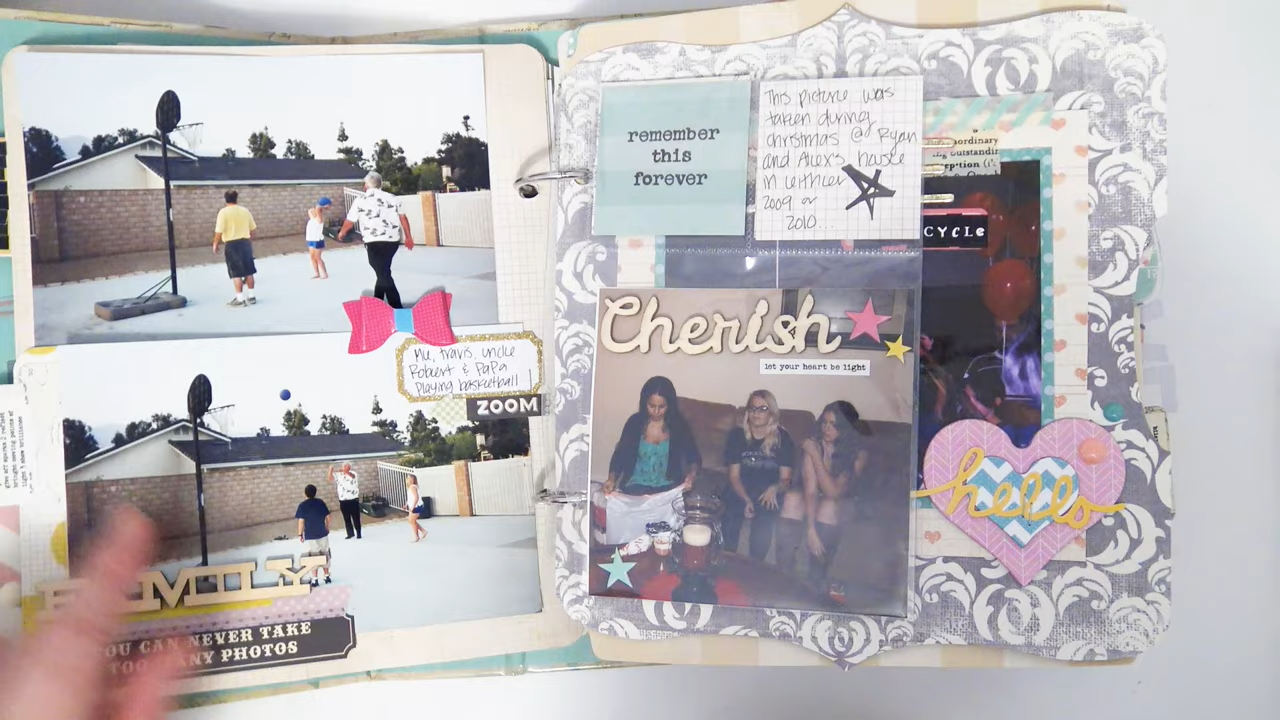 Me, travis, uncle
Robert & PaPa
Playing basketball!
ZOOM
FAMILY
YOU CAN NEVER TAKE
TOO MANY PHOTOS
remember
this
forever
This picture was
taken during
christmas @ Ryan
and Alex's house
in either
2009 or
2010...
Cherish
let your heart be light
CYCLe
hello